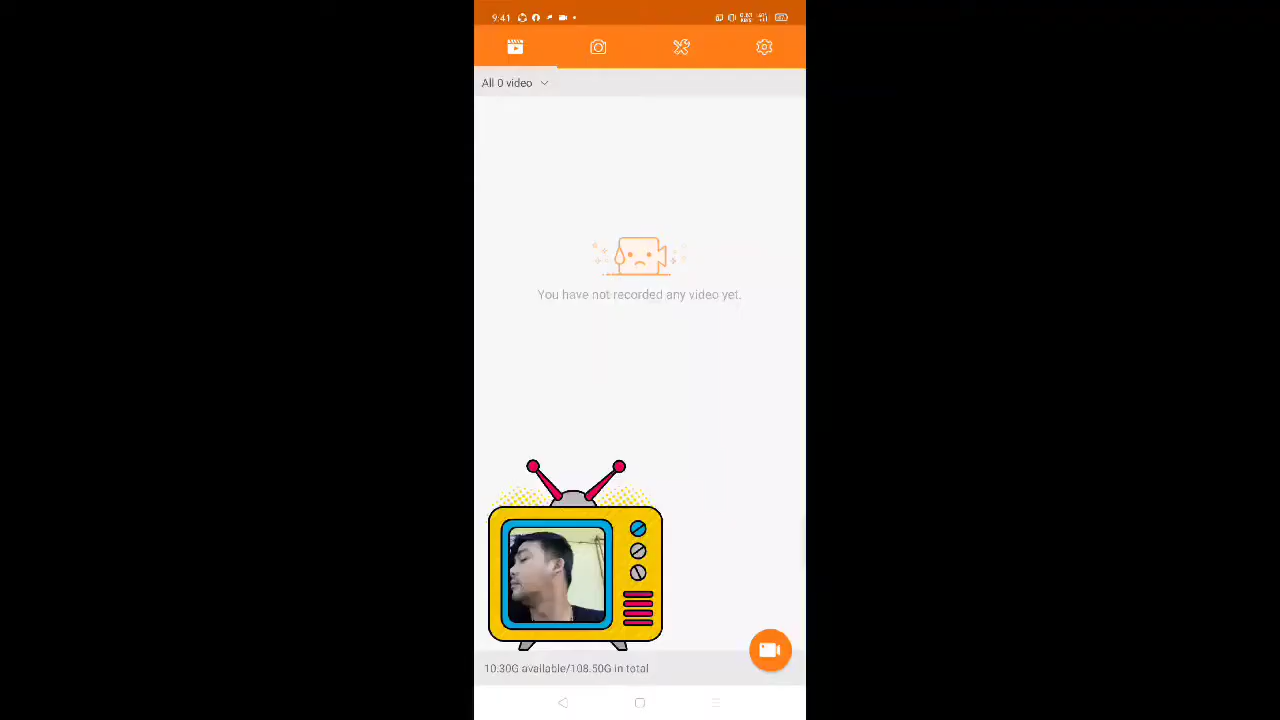 9:41
All 0 video
You have not recorded any video yet.
10.30G available/108.50G in total